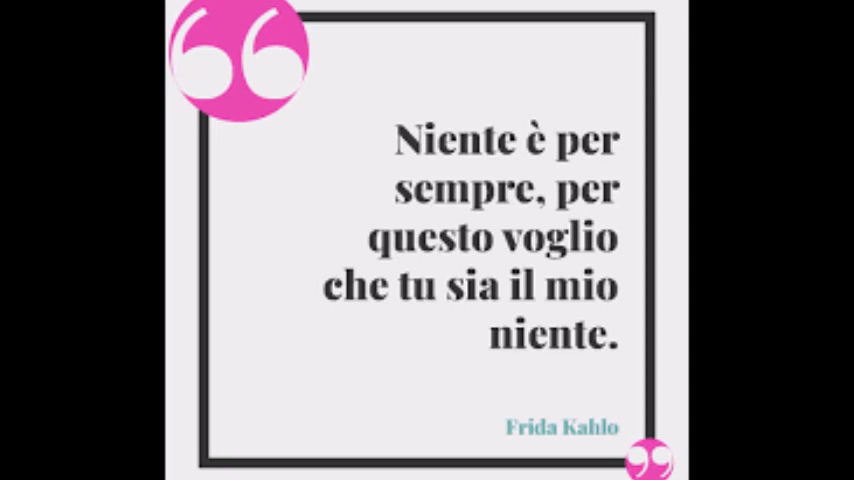 Niente è per
sempre, per
questo voglio
che tu sia il mio
niente.
Frida Kahlo